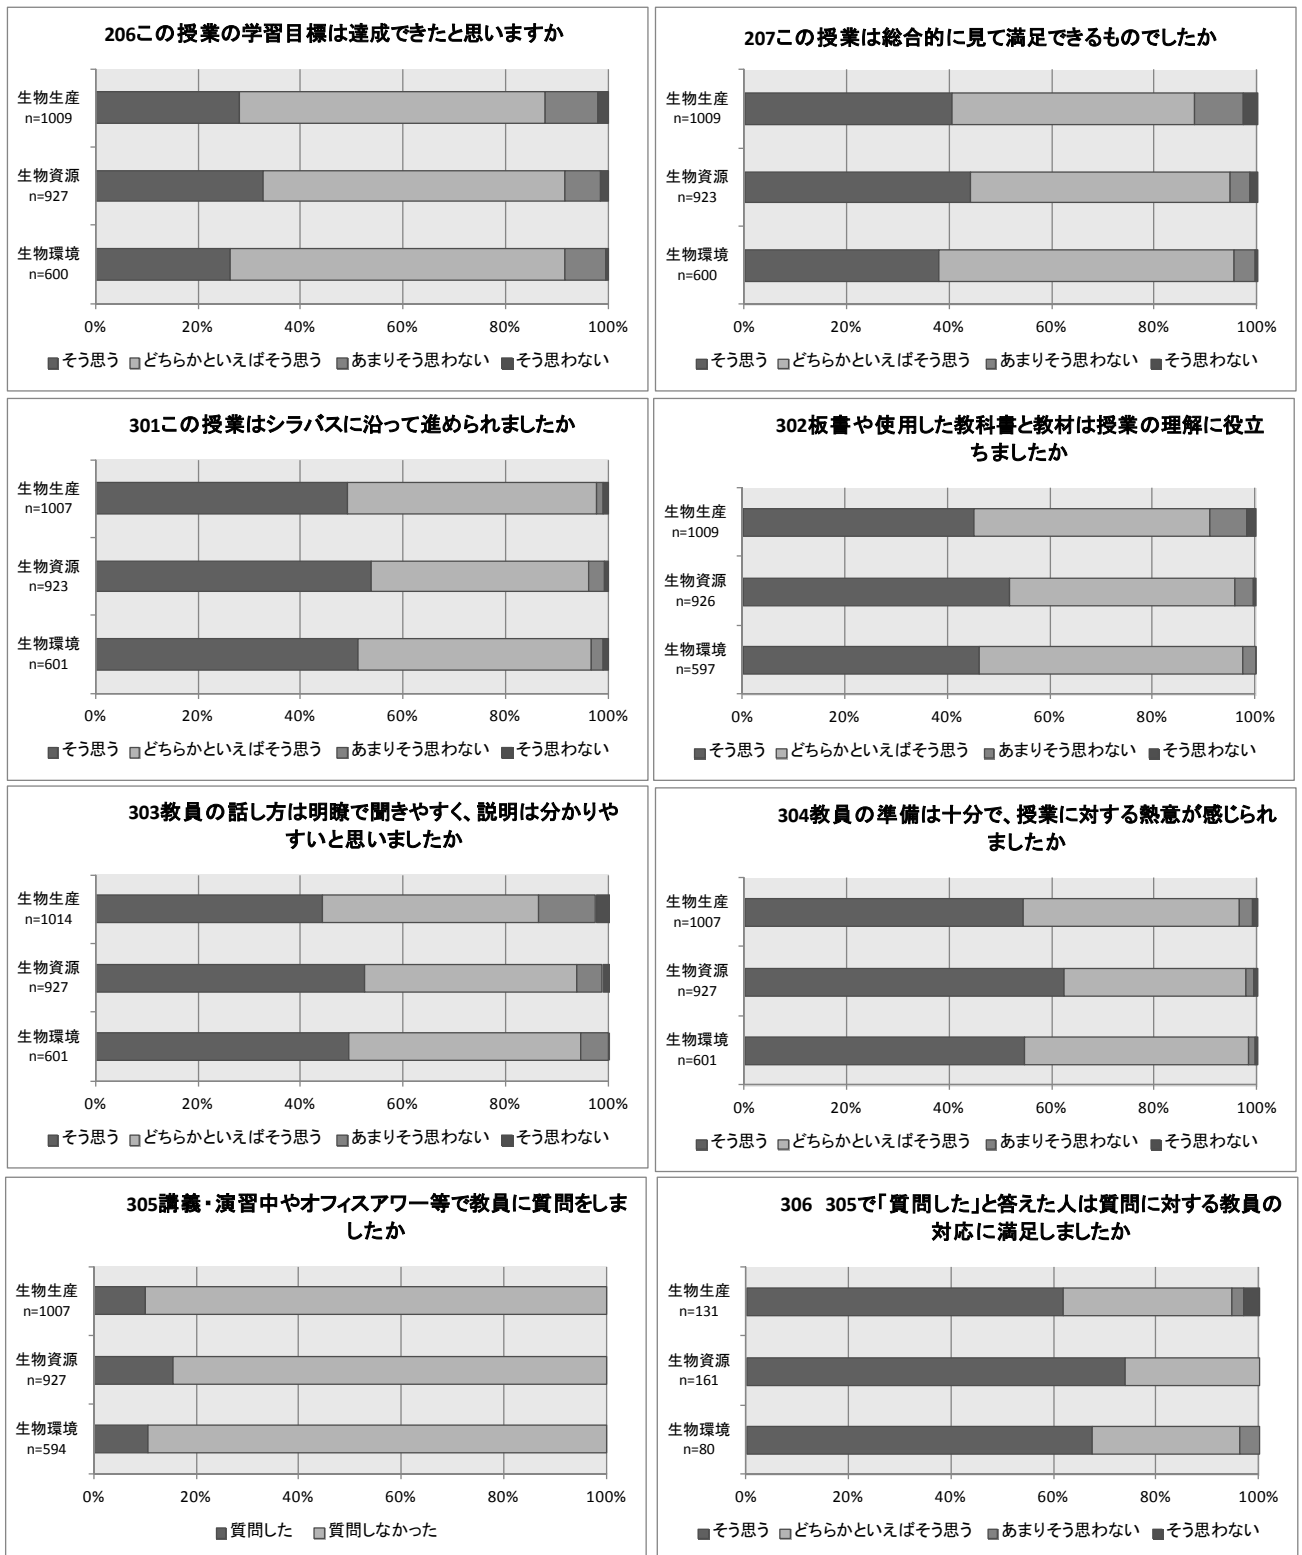 206この授業の学習目標は達成できたと思いますか
生物生産
n=1009
生物資源
n=927
生物環境
n=600
0% 20% 40% 60% 80% 100%
そう思う どちらかといえばそう思う あまりそう思わない そう思わない
207この授業は総合的に見て満足できるものでしたか
生物生産
n=1009
生物資源
n=923
生物環境
n=600
0% 20% 40% 60% 80% 100%
そう思う どちらかといえばそう思う あまりそう思わない そう思わない
301この授業はシラバスに沿って進められましたか
生物生産
n=1007
生物資源
n=923
生物環境
n=601
0% 20% 40% 60% 80% 100%
そう思う どちらかといえばそう思う あまりそう思わない そう思わない
302板書や使用した教科書と教材は授業の理解に役立
ちましたか
生物生産
n=1009
生物資源
n=926
生物環境
n=597
0% 20% 40% 60% 80% 100%
そう思う どちらかといえばそう思う あまりそう思わない そう思わない
303教員の話し方は明瞭で聞きやすく、説明は分かりや
すいと思いましたか
生物生産
n=1014
生物資源
n=927
生物環境
n=601
0% 20% 40% 60% 80% 100%
そう思う どちらかといえばそう思う あまりそう思わない そう思わない
304教員の準備は十分で、授業に対する熱意が感じられ
ましたか
生物生産
n=1007
生物資源
n=927
生物環境
n=601
0% 20% 40% 60% 80% 100%
そう思う どちらかといえばそう思う あまりそう思わない そう思わない
305講義・演習中やオフィスアワー等で教員に質問をしま
したか
生物生産
n=1007
生物資源
n=927
生物環境
n=594
0% 20% 40% 60% 80% 100%
質問した 質問しなかった
306 305で「質問した」と答えた人は質問に対する教員の
対応に満足しましたか
生物生産
n=131
生物資源
n=161
生物環境
n=80
0% 20% 40% 60% 80% 100%
そう思う どちらかといえばそう思う あまりそう思わない そう思わない